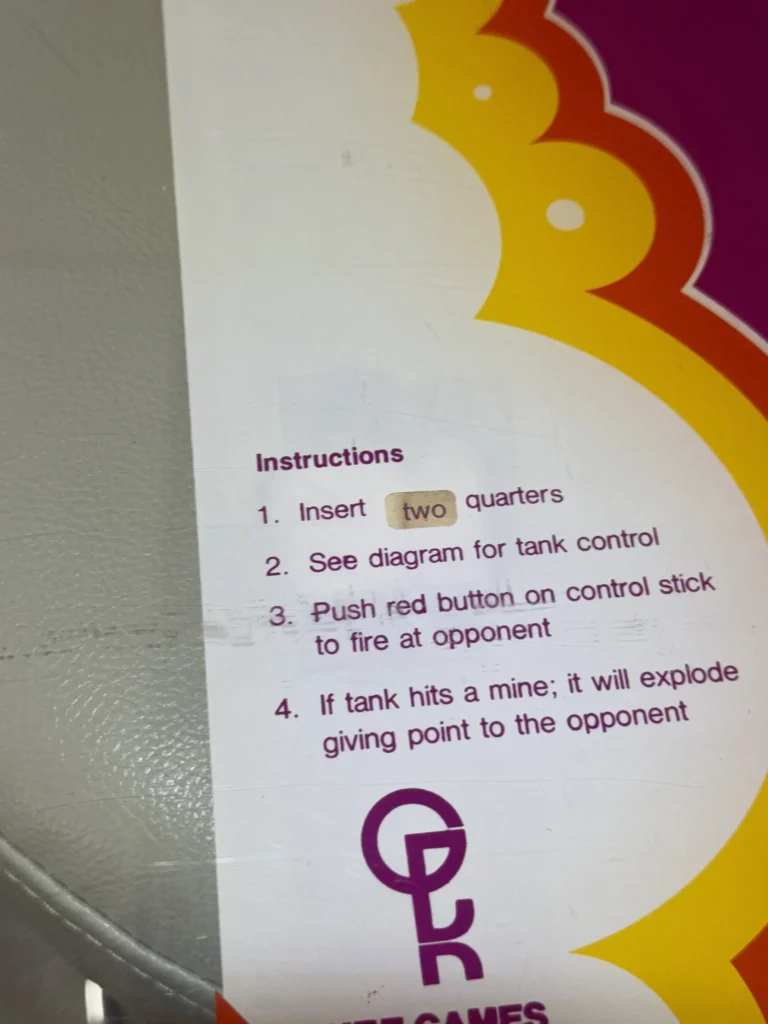 Instructions
1. Insert two quarters
2. See diagram for tank control
3. Push red button on control stick
to fire at opponent
4. If tank hits a mine; it will explode
giving point to the opponent
GAMES